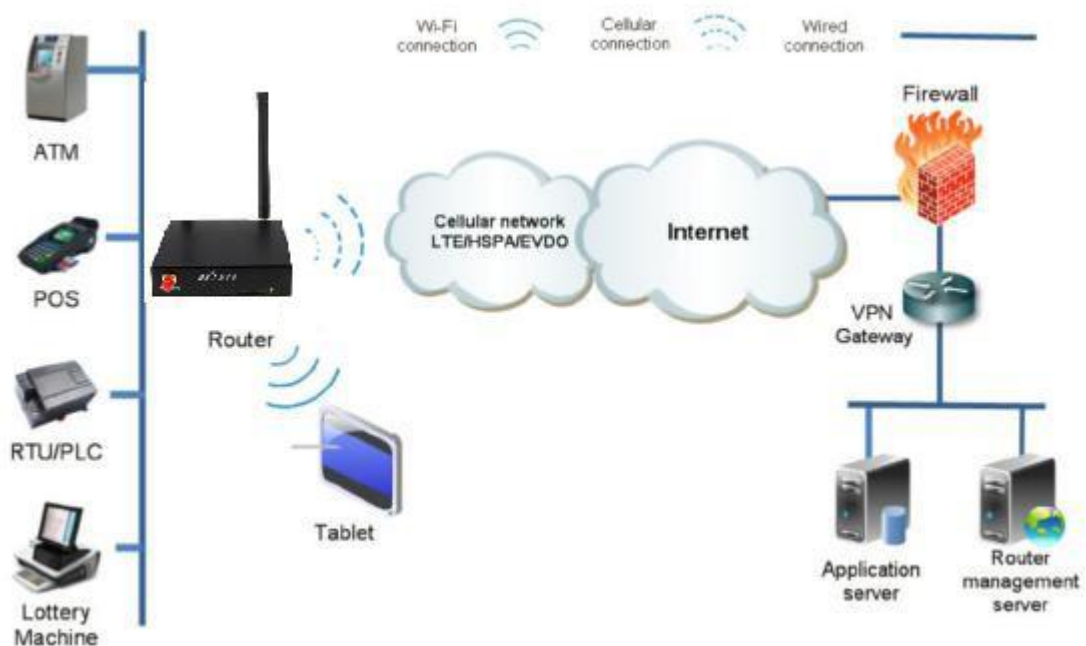 Wi-Fi
connection
Cellular
connection
Wired
connection
ATM
POS
RTU/PLC
Lottery
Machine
Router
Tablet
Cellular network
LTE/HSPA/EVDO
Internet
Firewall
VPN
Gateway
Application
server
Router
management
server